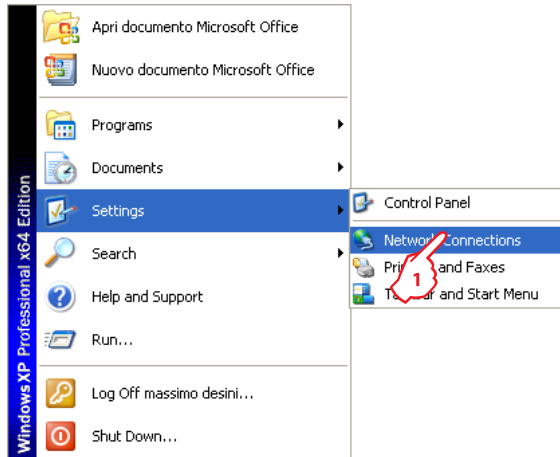 Apri documento Microsoft Office
Nuovo documento Microsoft Office
Programs
Documents
Settings
Search
Help and Support
Run...
Log Off massimo desini...
Shut Down...
Windows XP Professional x64 Edition
Control Panel
Network Connections
and Faxes
and Start Menu
1